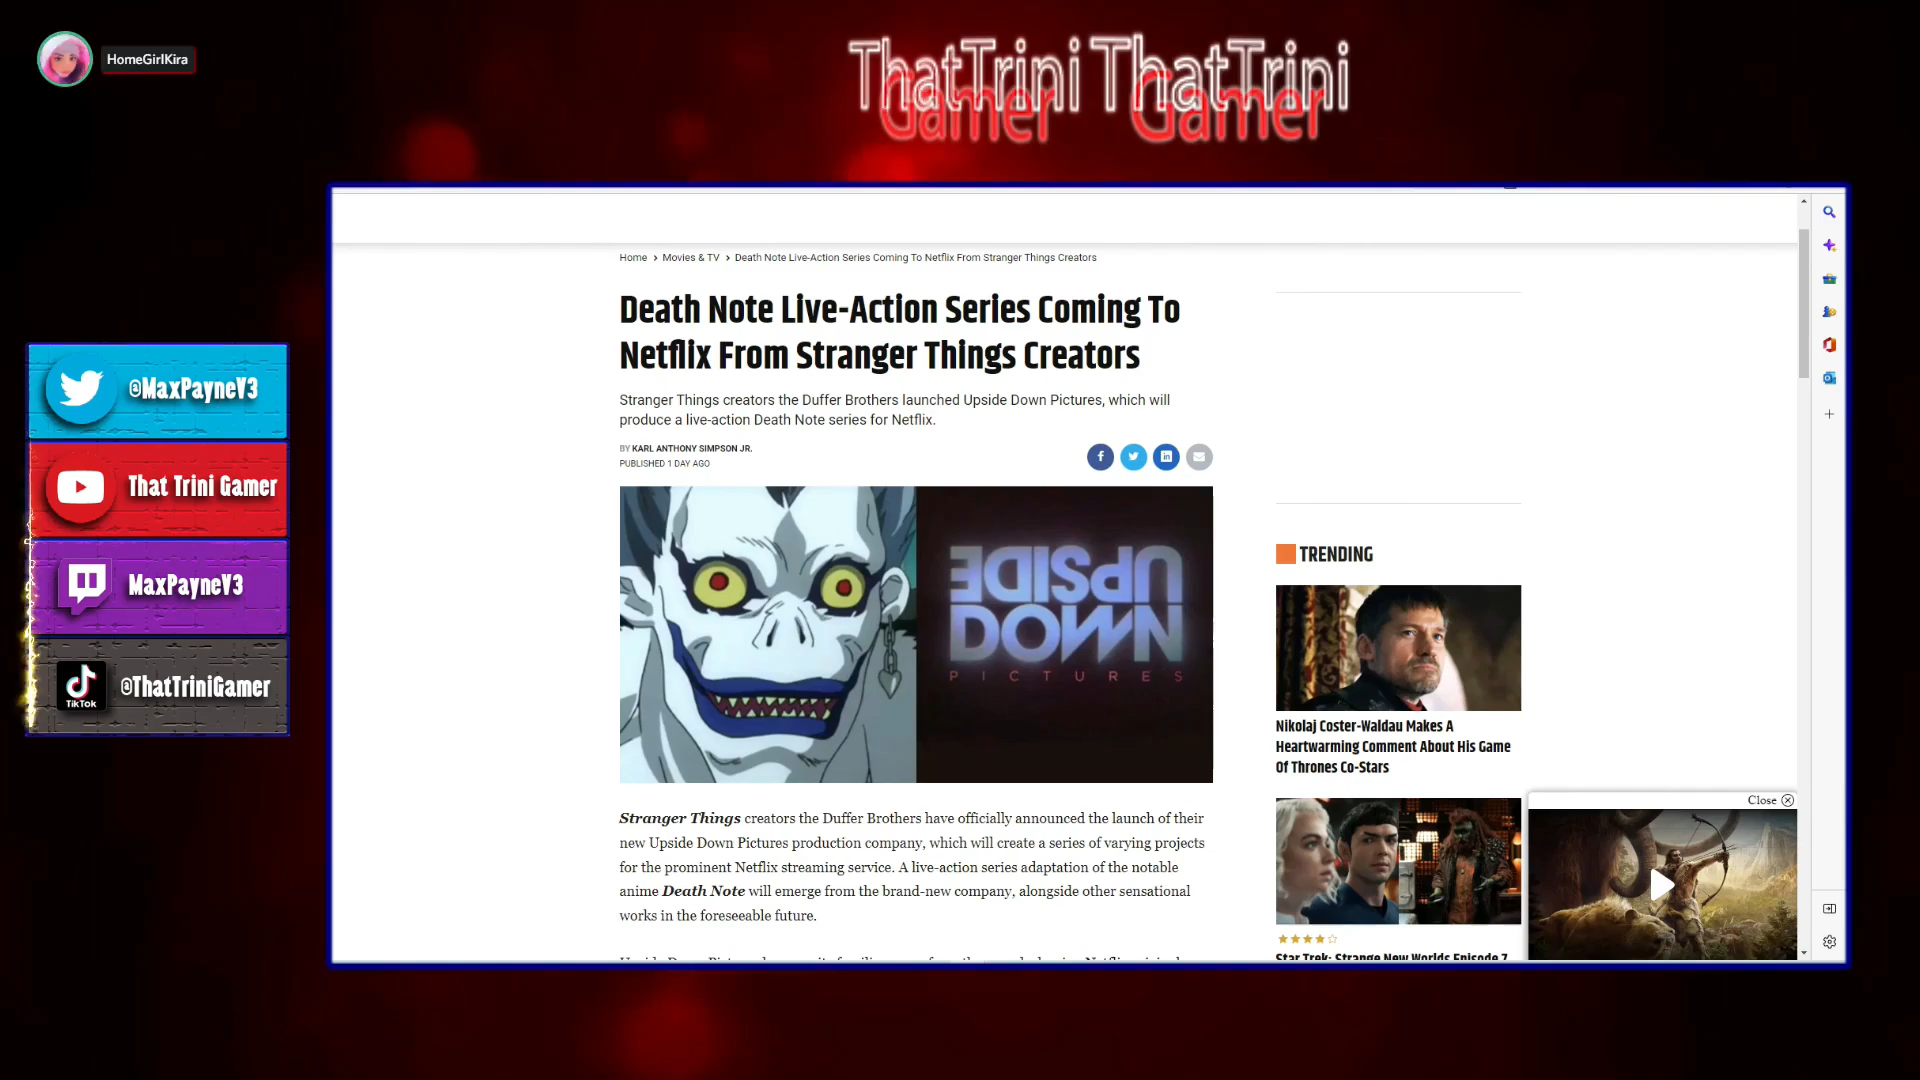 HomeGirlKira
ThatTrini ThatTrini
Gamer Gamer
@MaxPayneV3
That Trini Gamer
MaxPayneV3
TikTok
@ThatTriniGamer
Home > Movies & TV > Death Note Live-Action Series Coming To Netflix From Stranger Things Creators
Death Note Live-Action Series Coming To
Netflix From Stranger Things Creators
Stranger Things creators the Duffer Brothers launched Upside Down Pictures, which will
produce a live-action Death Note series for Netflix.
BY KARL ANTHONY SIMPSON JR.
PUBLISHED 1 DAY AGO
UPSIDE
DOWN
PICTURES
Stranger Things creators the Duffer Brothers have officially announced the launch of their
new Upside Down Pictures production company, which will create a series of varying projects
for the prominent Netflix streaming service. A live-action series adaptation of the notable
anime Death Note will emerge from the brand-new company, alongside other sensational
works in the foreseeable future.
TRENDING
Nikolaj Coster-Waldau Makes A
Heartwarming Comment About His Game
Of Thrones Co-Stars
Star Trek: Strange New Worlds Episode 7
Close